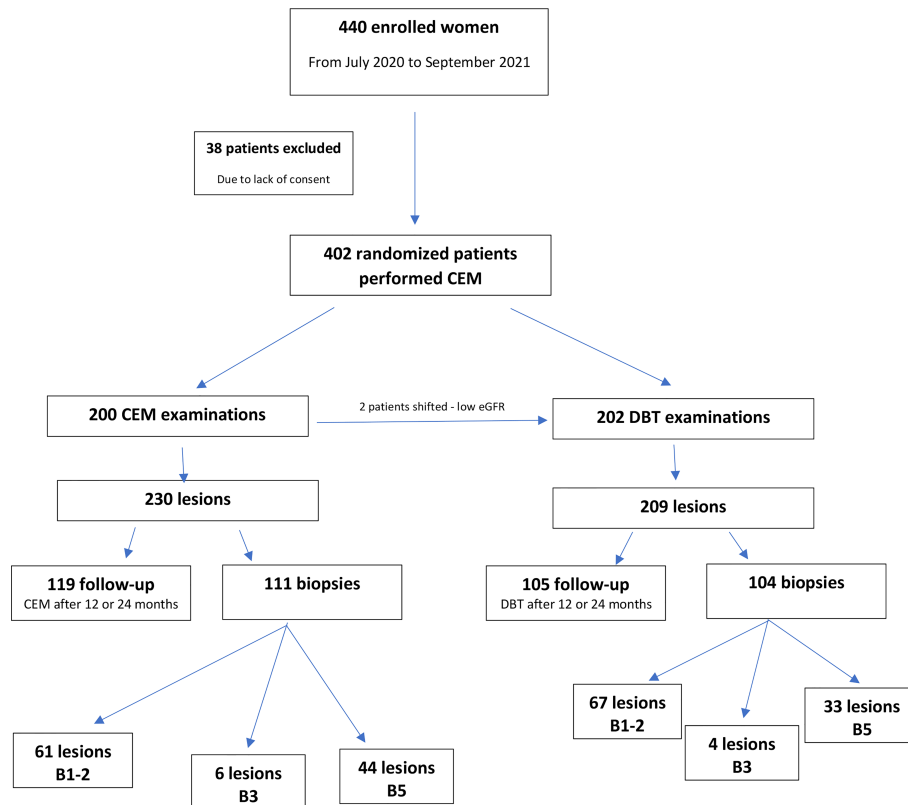 440 enrolled women
From July 2020 to September 2021
38 patients excluded
Due to lack of consent
402 randomized patients
performed CEM
200 CEM examinations
2 patients shifted - low eGFR
202 DBT examinations
230 lesions
209 lesions
119 follow-up
CEM after 12 or 24 months
111 biopsies
105 follow-up
DBT after 12 or 24 months
104 biopsies
61 lesions
B1-2
6 lesions
B3
44 lesions
B5
67 lesions
B1-2
4 lesions
B3
33 lesions
B5